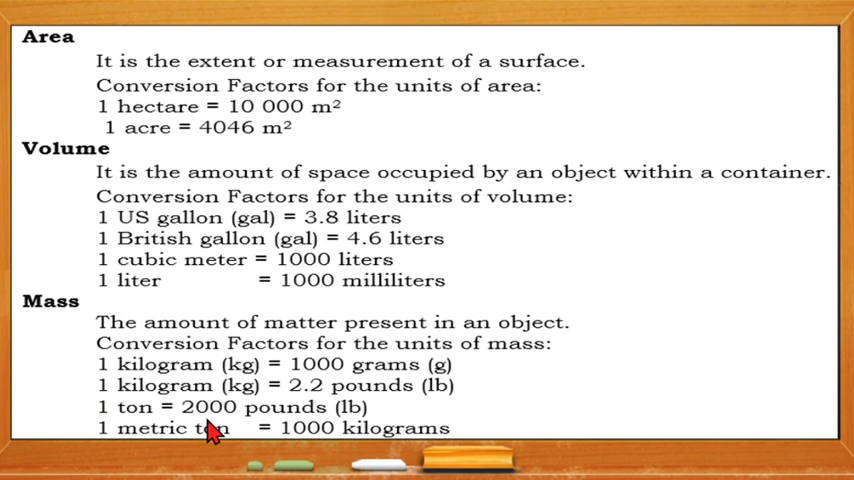 Area
It is the extent or measurement of a surface.
Conversion Factors for the units of area:
1 hectare = 10 000 m²
1 acre = 4046 m²
Volume
It is the amount of space occupied by an object within a container.
Conversion Factors for the units of volume:
1 US gallon (gal) = 3.8 liters
1 British gallon (gal) = 4.6 liters
1 cubic meter = 1000 liters
1 liter = 1000 milliliters
Mass
The amount of matter present in an object.
Conversion Factors for the units of mass:
1 kilogram (kg) = 1000 grams (g)
1 kilogram (kg) = 2.2 pounds (lb)
1 ton = 2000 pounds (lb)
1 metric ton = 1000 kilograms